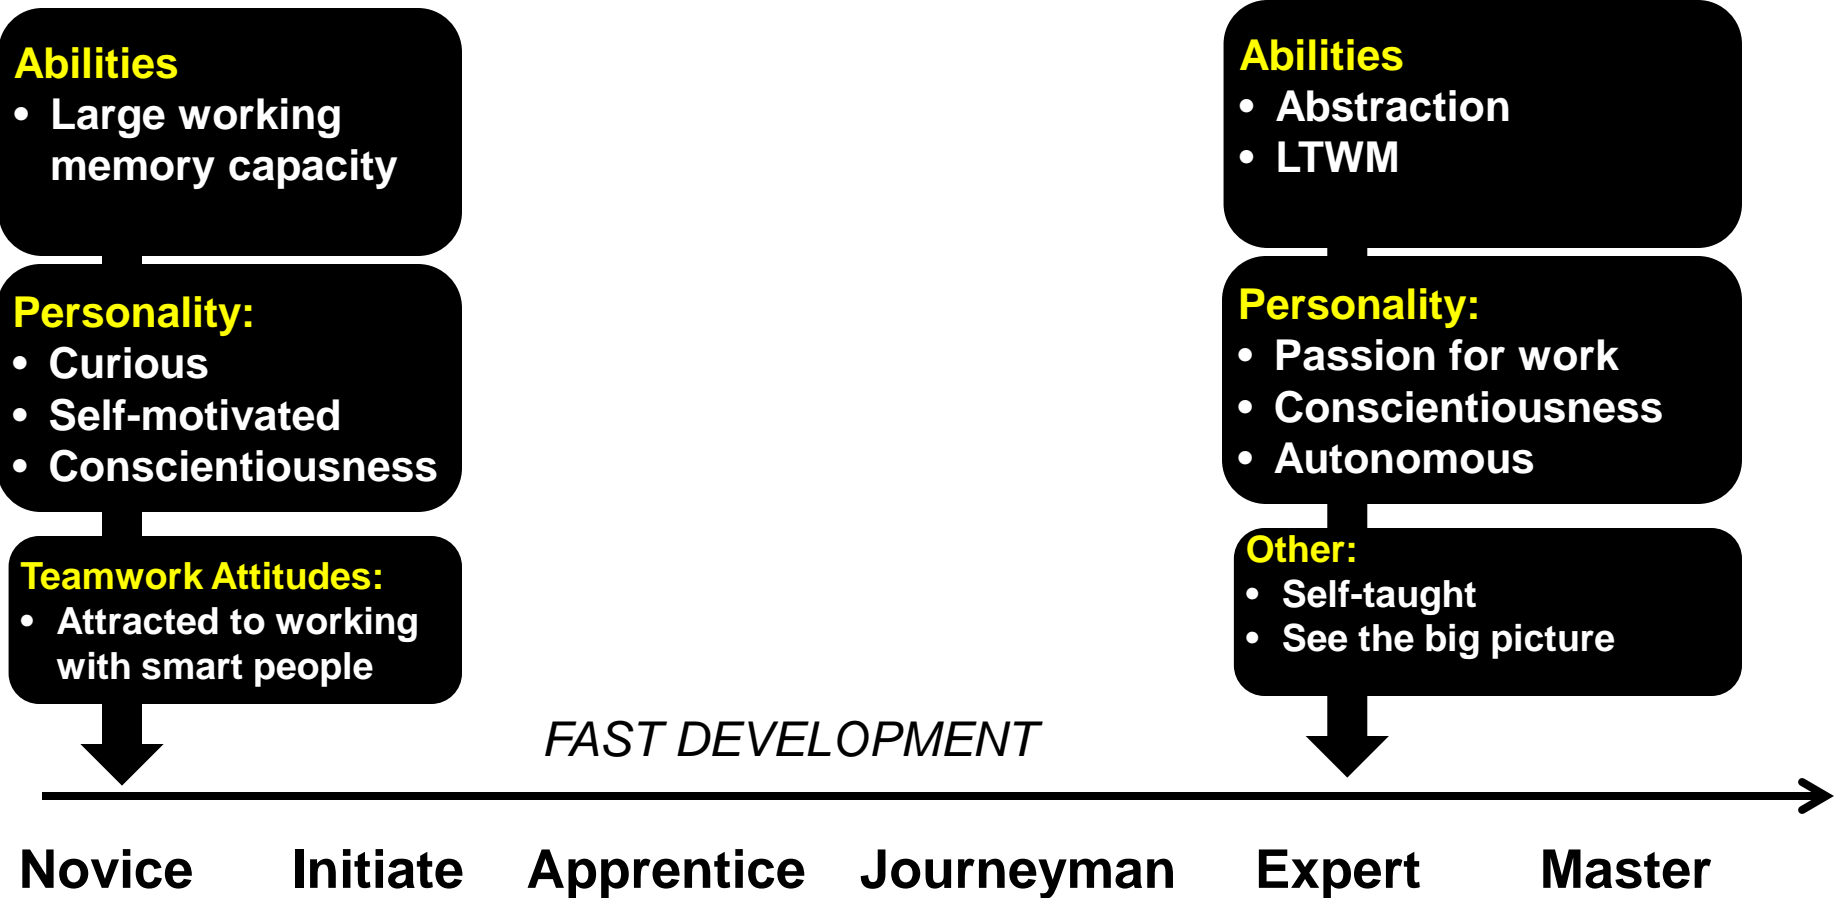 Abilities
• Large working
memory capacity
Personality:
• Curious
• Self-motivated
• Conscientiousness
Teamwork Attitudes:
• Attracted to working
with smart people
Abilities
• Abstraction
• LTWM
Personality:
• Passion for work
• Conscientiousness
• Autonomous
Other:
• Self-taught
• See the big picture
FAST DEVELOPMENT
Novice Initiate Apprentice Journeyman Expert Master